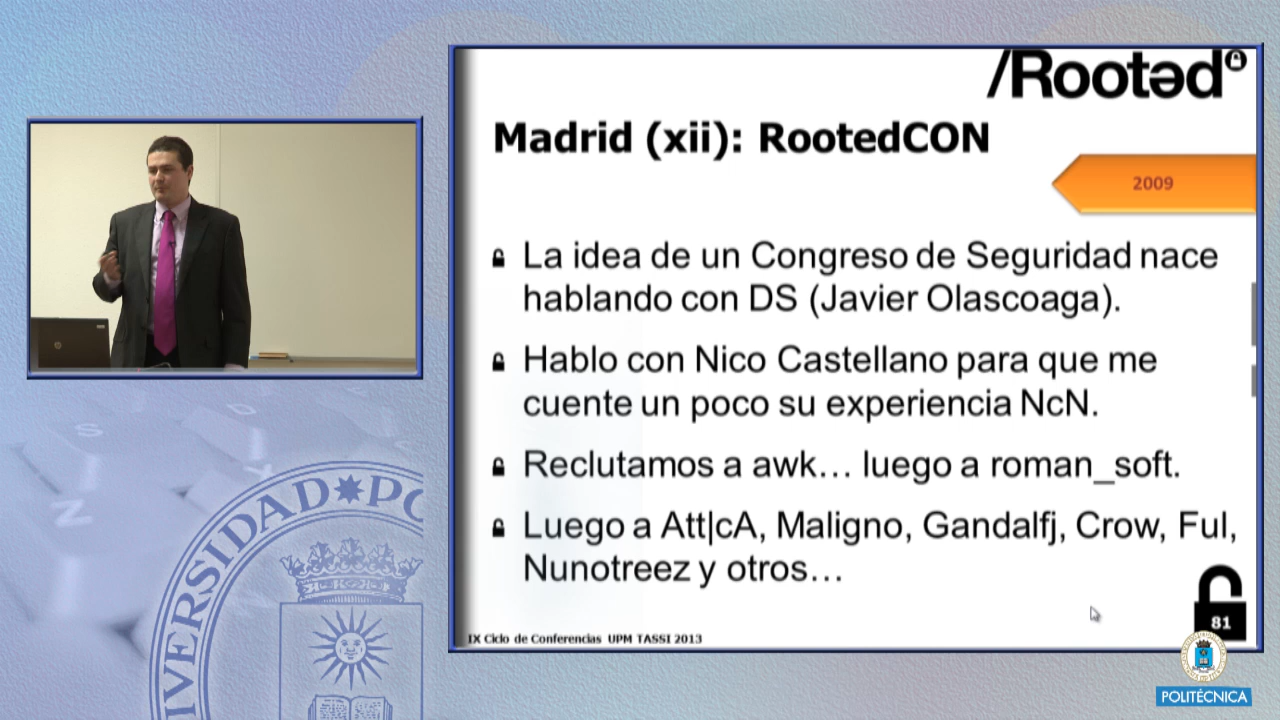 /Rootəd
Madrid (xii): RootedCON
2009
La idea de un Congreso de Seguridad nace
hablando con DS (Javier Olascoaga).
Hablo con Nico Castellano para que me
cuente un poco su experiencia NcN.
Reclutamos a awk... luego a roman_soft.
Luego a Att|cA, Maligno, Gandalfj, Crow, Ful,
Nunotreez y otros...
81
IX Ciclo de Conferencias UPM TASSI 2013
POLITÉCNICA